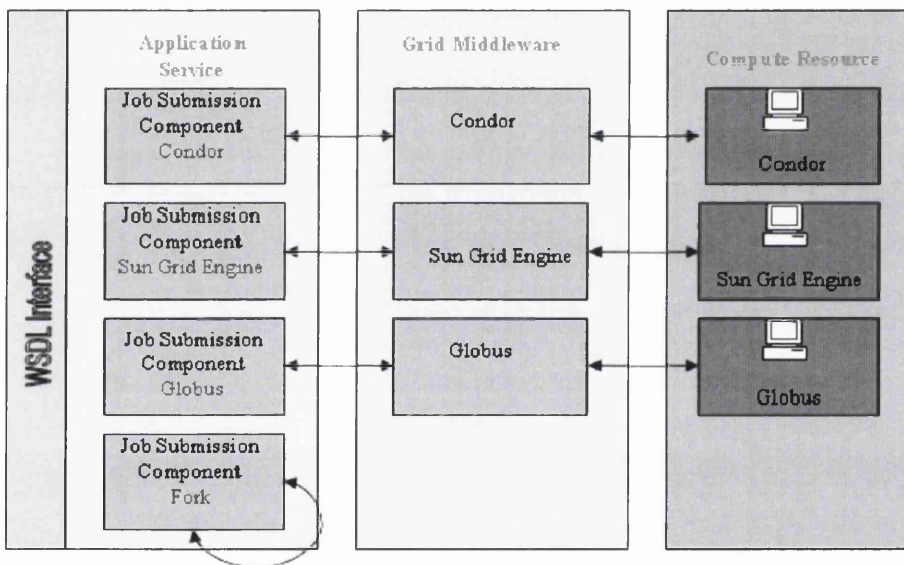 WSDL Interface
Application
Service
Job Submission
Component
Condor
Job Submission
Component
Sun Grid Engine
Job Submission
Component
Globus
Job Submission
Component
Fork
Grid Middleware
Condor
Sun Grid Engine
Globus
Compute Resource
Condor
Sun Grid Engine
Globus